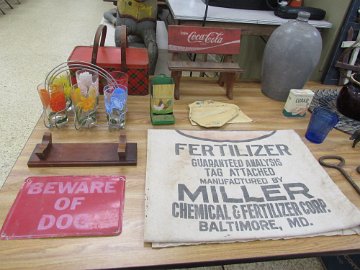 Coca-Cola
FERTILIZER
GUARANTEED ANALYSIS
TAG ATTACHED
MANUFACTURED BY
MILLER
CHEMICAL & FERTILIZER CORP.
BALTIMORE, MD.
BEWARE OF
DOG